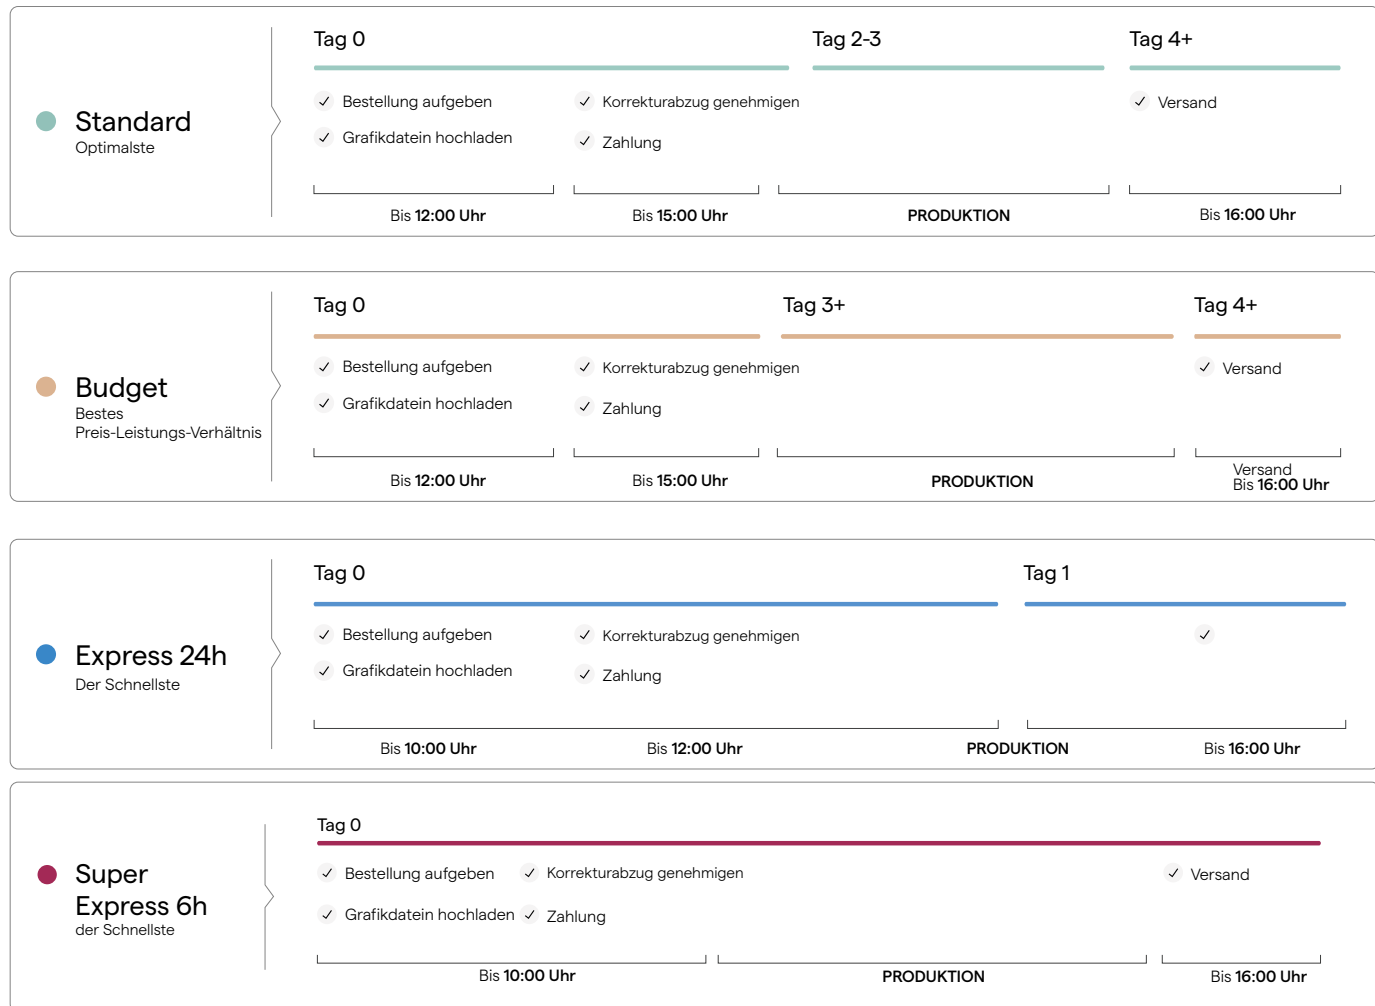 Standard
Optimalste
Tag 0
Tag 2-3
Tag 4+
Bestellung aufgeben
Korrekturabzug genehmigen
Versand
Grafikdatein hochladen
Zahlung
Bis 12:00 Uhr
Bis 15:00 Uhr
PRODUKTION
Bis 16:00 Uhr
Budget
Bestes
Preis-Leistungs-Verhältnis
Tag 0
Tag 3+
Tag 4+
Bestellung aufgeben
Korrekturabzug genehmigen
Versand
Grafikdatein hochladen
Zahlung
Bis 12:00 Uhr
Bis 15:00 Uhr
PRODUKTION
Versand
Bis 16:00 Uhr
Express 24h
Der Schnellste
Tag 0
Tag 1
Bestellung aufgeben
Korrekturabzug genehmigen
Grafikdatein hochladen
Zahlung
Bis 10:00 Uhr
Bis 12:00 Uhr
PRODUKTION
Bis 16:00 Uhr
Super
Express 6h
der Schnellste
Tag 0
Bestellung aufgeben
Korrekturabzug genehmigen
Versand
Grafikdatein hochladen
Zahlung
Bis 10:00 Uhr
PRODUKTION
Bis 16:00 Uhr